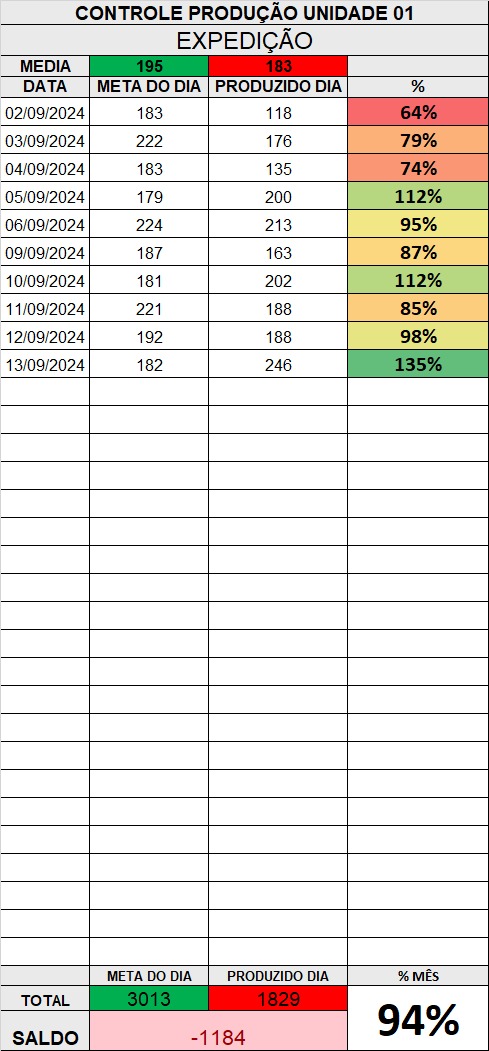 CONTROLE PRODUÇÃO UNIDADE 01
EXPEDIÇÃO
MEDIA 195 183
DATA META DO DIA PRODUZIDO DIA %
02/09/2024 183 118 64%
03/09/2024 222 176 79%
04/09/2024 183 135 74%
05/09/2024 179 200 112%
06/09/2024 224 213 95%
09/09/2024 187 163 87%
10/09/2024 181 202 112%
11/09/2024 221 188 85%
12/09/2024 192 188 98%
13/09/2024 182 246 135%
META DO DIA PRODUZIDO DIA % MÊS
TOTAL 3013 1829 94%
SALDO -1184